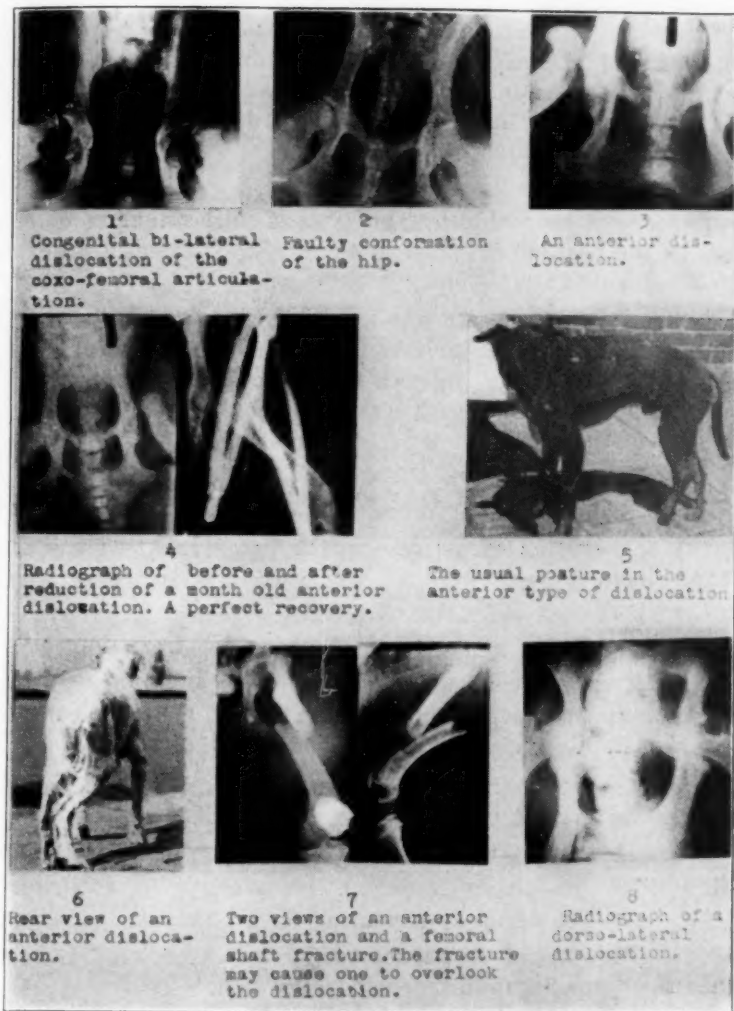 1
Congenital bi-lateral
dislocation of the
coxo-femoral articula-
tion.
2
Faulty conformation
of the hip.
3
An anterior dis-
location.
4
Radiograph of before and after
reduction of a month old anterior
dislocation. A perfect recovery.
5
The usual posture in the
anterior type of dislocation
6
Rear view of an
anterior disloca-
tion.
7
Two views of an anterior
dislocation and a femoral
shaft fracture.The fracture
may cause one to overlook
the dislocation.
8
Radiograph of a
dorso-lateral
dislocation.